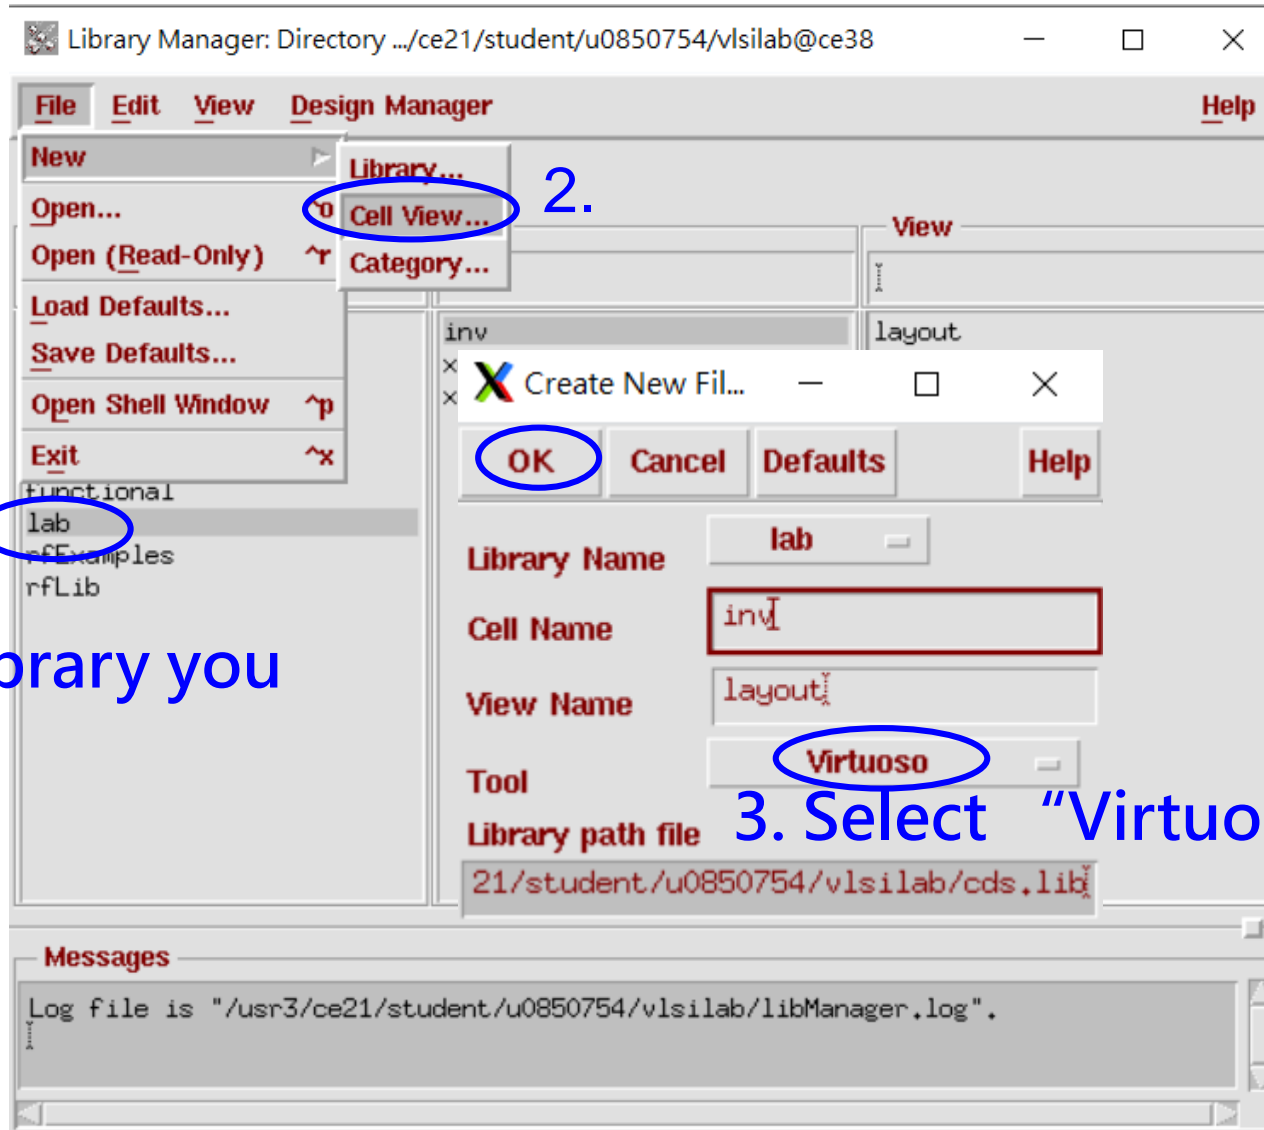 Library Manager: Directory .../ce21/student/u0850754/vlsilab@ce38
File Edit View Design Manager Help
New
Library...
2.
Open... ^o
Cell View...
View
Open (Read-Only) ^r
Category...
Load Defaults...
inv
layout
Save Defaults...
Create New Fil...
Open Shell Window ^p
Exit ^x
OK Cancel Defaults Help
functional
lab
rfExamples
rfLib
Library Name lab
Cell Name inv
brary you
View Name layout
Tool Virtuoso
3. Select “Virtuo
Library path file
21/student/u0850754/vlsilab/cds.lib
Messages
Log file is "/usr3/ce21/student/u0850754/vlsilab/libManager.log".